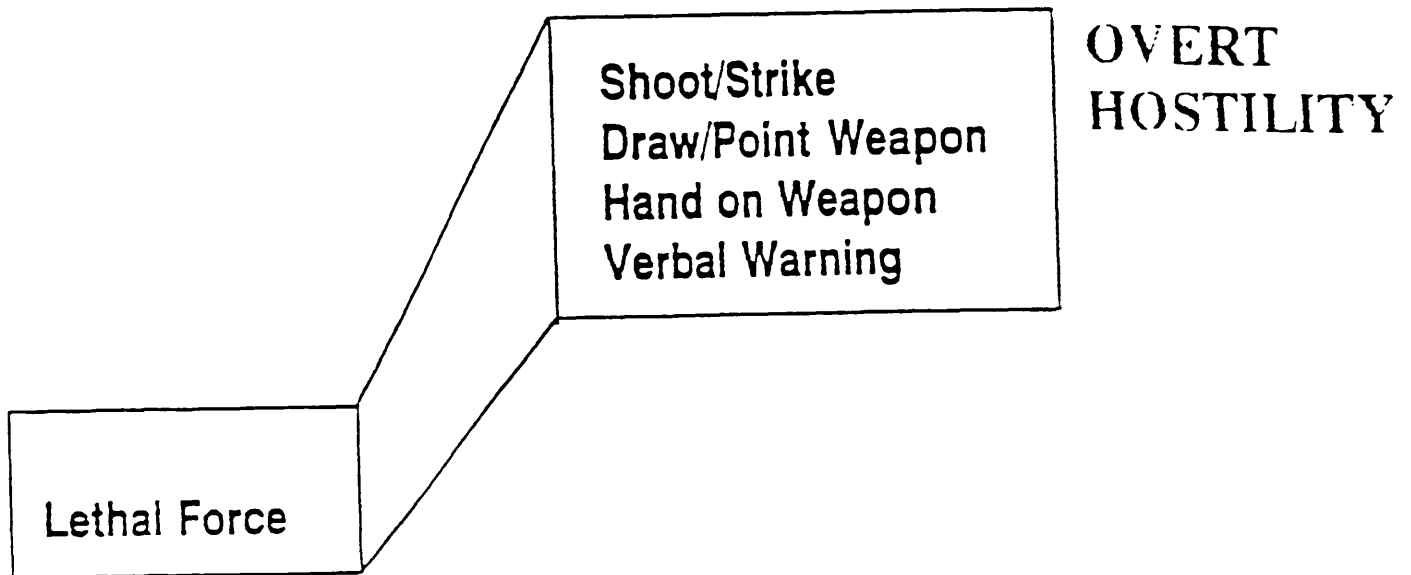 Shoot/Strike
Draw/Point Weapon
Hand on Weapon
Verbal Warning
OVERT
HOSTILITY
Lethal Force